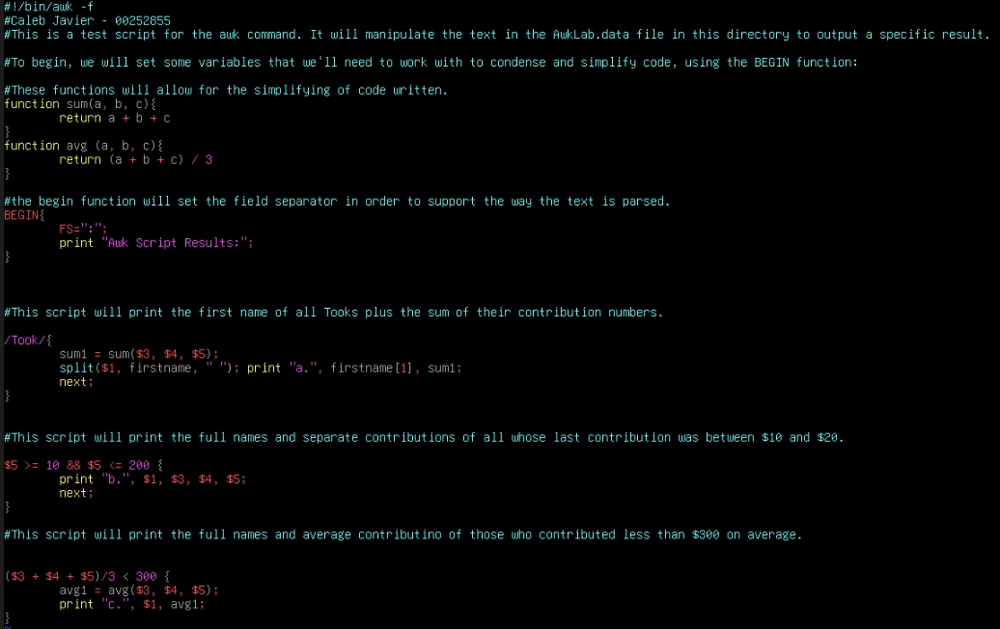 #!/bin/awk -f
#Caleb Javier - 00252855
#This is a test script for the awk command. It will manipulate the text in the AwkLab.data file in this directory to output a specific result.
#To begin, we will set some variables that we'll need to work with to condense and simplify code, using the BEGIN function:
#These functions will allow for the simplifying of code written.
function sum(a, b, c){
        return a + b + c
}
function avg (a, b, c){
        return (a + b + c) / 3
}
#the begin function will set the field separator in order to support the way the text is parsed.
BEGIN{
        FS=":";
        print "Awk Script Results:";
}
#This script will print the first name of all Tooks plus the sum of their contribution numbers.
/Took/{
        sum1 = sum($3, $4, $5);
        split($1, firstname, " "); print "a.", firstname[1], sum1;
        next;
}
#This script will print the full names and separate contributions of all whose last contribution was between $10 and $20.
$5 >= 10 && $5 <= 200 {
        print "b.", $1, $3, $4, $5;
        next;
}
#This script will print the full names and average contributino of those who contributed less than $300 on average.
($3 + $4 + $5)/3 < 300 {
        avg1 = avg($3, $4, $5);
        print "c.", $1, avg1;
}